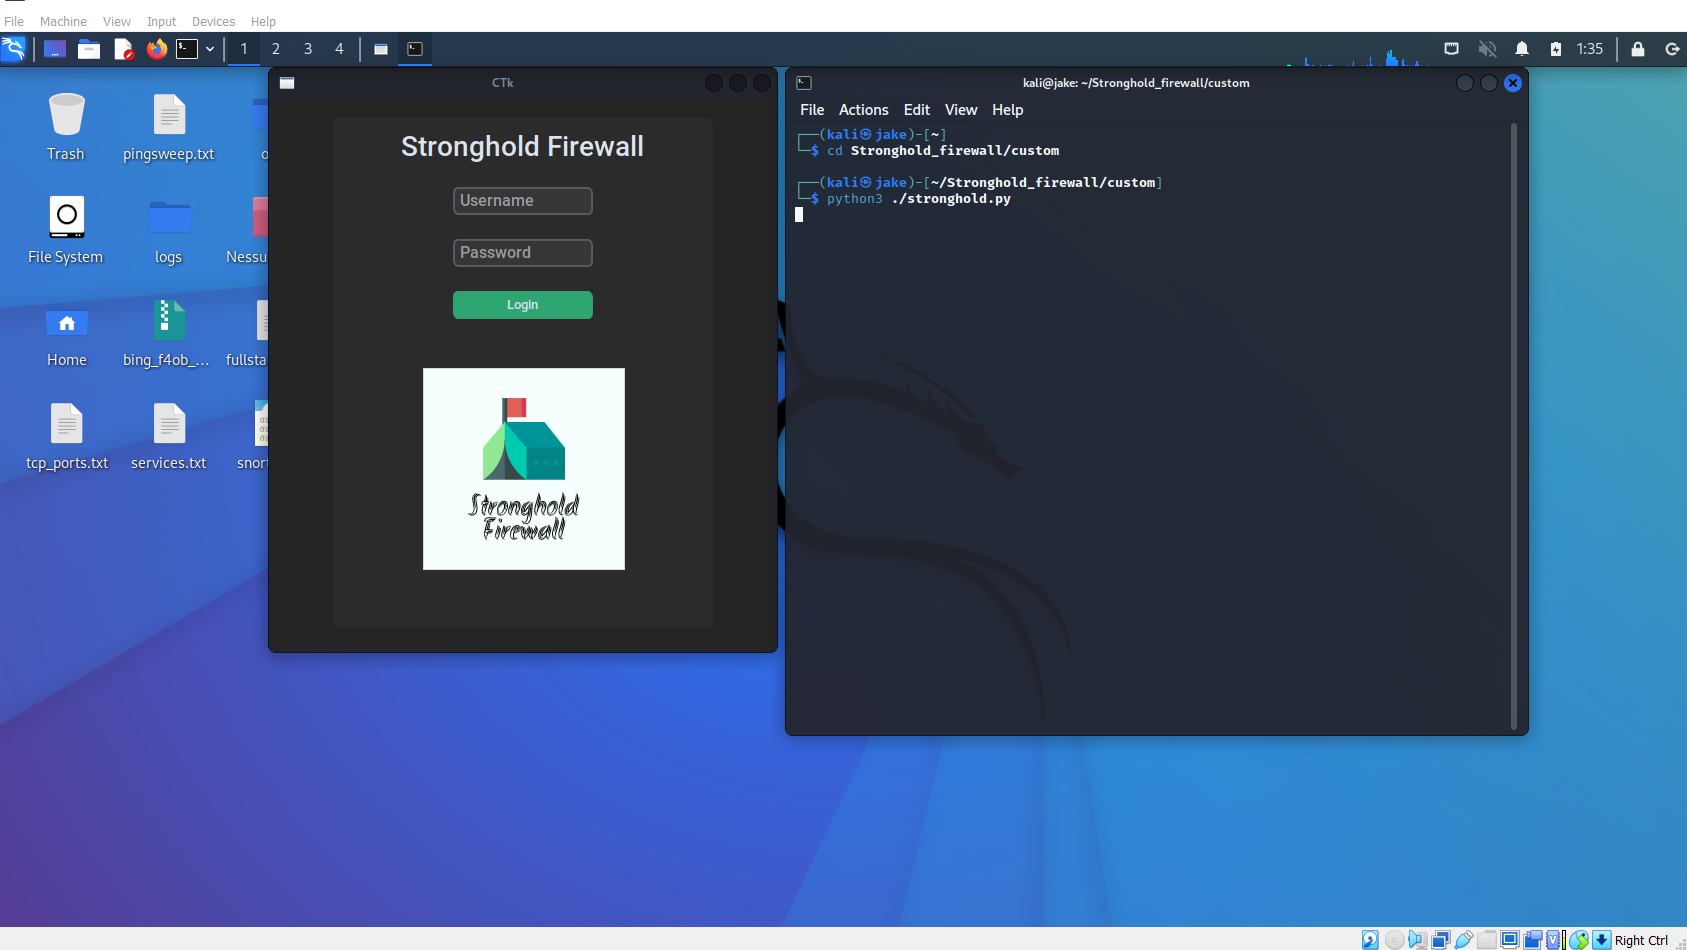 File Machine View Input Devices Help
1 2 3 4 1:35
Trash
pingsweep.txt
File System
logs
Nessu
Home
bing_f4ob_...
fullsta
tcp_ports.txt
services.txt
snort
CTk
Stronghold Firewall
Username
Password
Login
Stronghold
Firewall
kali@jake: ~/Stronghold_firewall/custom
File Actions Edit View Help
┌──(kali㉿jake)-[~]
└─$ cd Stronghold_firewall/custom
┌──(kali㉿jake)-[~/Stronghold_firewall/custom]
└─$ python3 ./stronghold.py
Right Ctrl